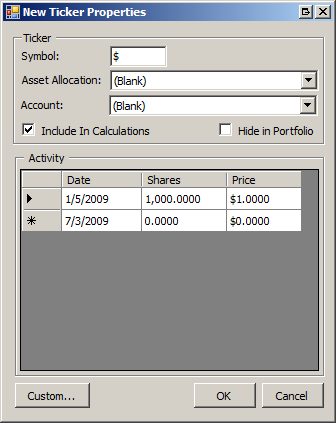 New Ticker Properties
Ticker
Symbol: $
Asset Allocation: (Blank)
Account: (Blank)
Include In Calculations Hide in Portfolio
Activity
Date Shares Price
1/5/2009 1,000.0000 $1.0000
7/3/2009 0.0000 $0.0000
Custom... OK Cancel